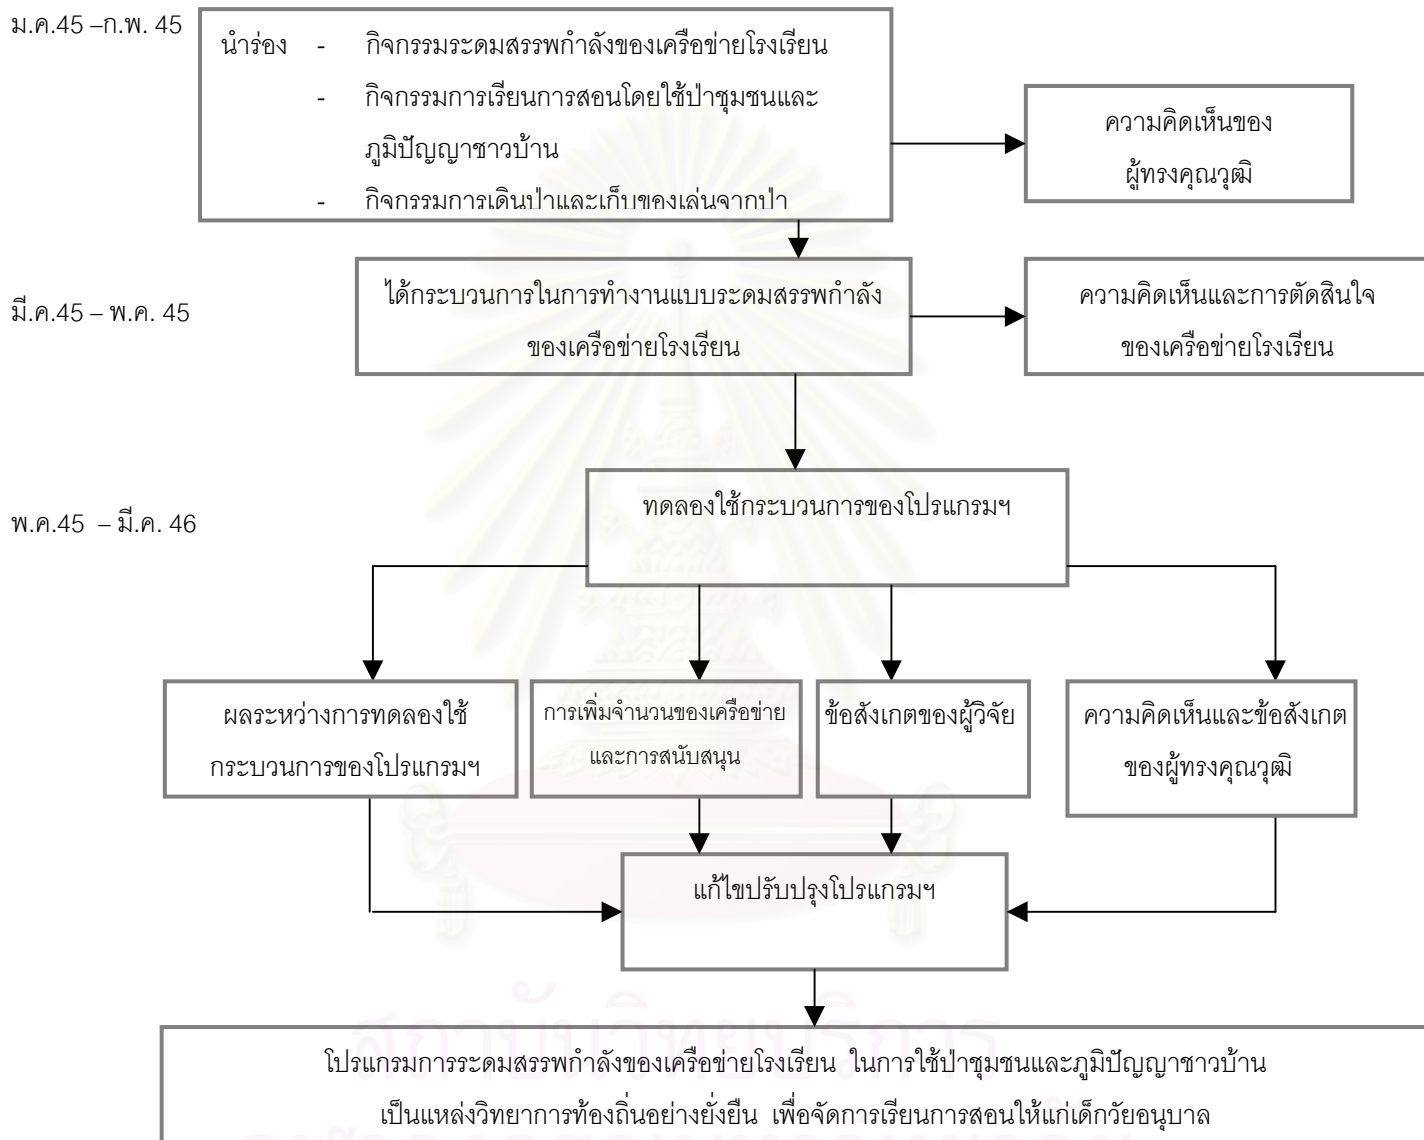 ม.ค.45 –ก.พ. 45
นำร่อง - กิจกรรมระดมสรรพกำลังของเครือข่ายโรงเรียน
- กิจกรรมการเรียนการสอนโดยใช้ป่าชุมชนและ
ภูมิปัญญาชาวบ้าน
- กิจกรรมการเดินป่าและเก็บของเล่นจากป่า
ความคิดเห็นของ
ผู้ทรงคุณวุฒิ
มี.ค.45 – พ.ค. 45
ได้กระบวนการในการทำงานแบบระดมสรรพกำลัง
ของเครือข่ายโรงเรียน
ความคิดเห็นและการตัดสินใจ
ของเครือข่ายโรงเรียน
พ.ค.45 – มี.ค. 46
ทดลองใช้กระบวนการของโปรแกรมฯ
ผลระหว่างการทดลองใช้
กระบวนการของโปรแกรมฯ
การเพิ่มจำนวนของเครือข่าย
และการสนับสนุน
ข้อสังเกตของผู้วิจัย
ความคิดเห็นและข้อสังเกต
ของผู้ทรงคุณวุฒิ
แก้ไขปรับปรุงโปรแกรมฯ
โปรแกรมการระดมสรรพกำลังของเครือข่ายโรงเรียน ในการใช้ป่าชุมชนและภูมิปัญญาชาวบ้าน
เป็นแหล่งวิทยาการท้องถิ่นอย่างยั่งยืน เพื่อจัดการเรียนการสอนให้แก่เด็กวัยอนุบาล
สถาบันวิทยบริการ